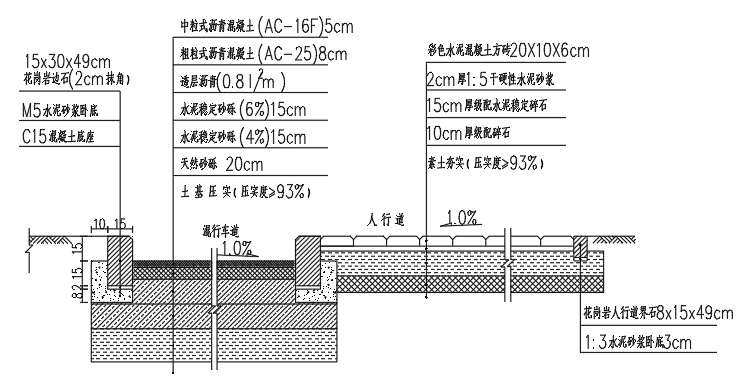 中粒式沥青混凝土(AC-16F)5cm
粗粒式沥青混凝土(AC-25)8cm
透层沥青(0.8l/m²)
水泥稳定砂砾(6%)15cm
水泥稳定砂砾(4%)15cm
天然砂砾 20cm
土基压实(压实度≥93%)
15x30x49cm
花岗岩边石(2cm抹角)
M5水泥砂浆卧底
C15混凝土底座
彩色水泥混凝土方砖20X10X6cm
2cm厚1:5干硬性水泥砂浆
15cm厚级配水泥稳定碎石
10cm厚级配碎石
素土夯实(压实度≥93%)
10 15
混行车道
1.0%
人行道
1.0%
15
15
8 2
花岗岩人行道界石8x15x49cm
1:3水泥砂浆卧底3cm